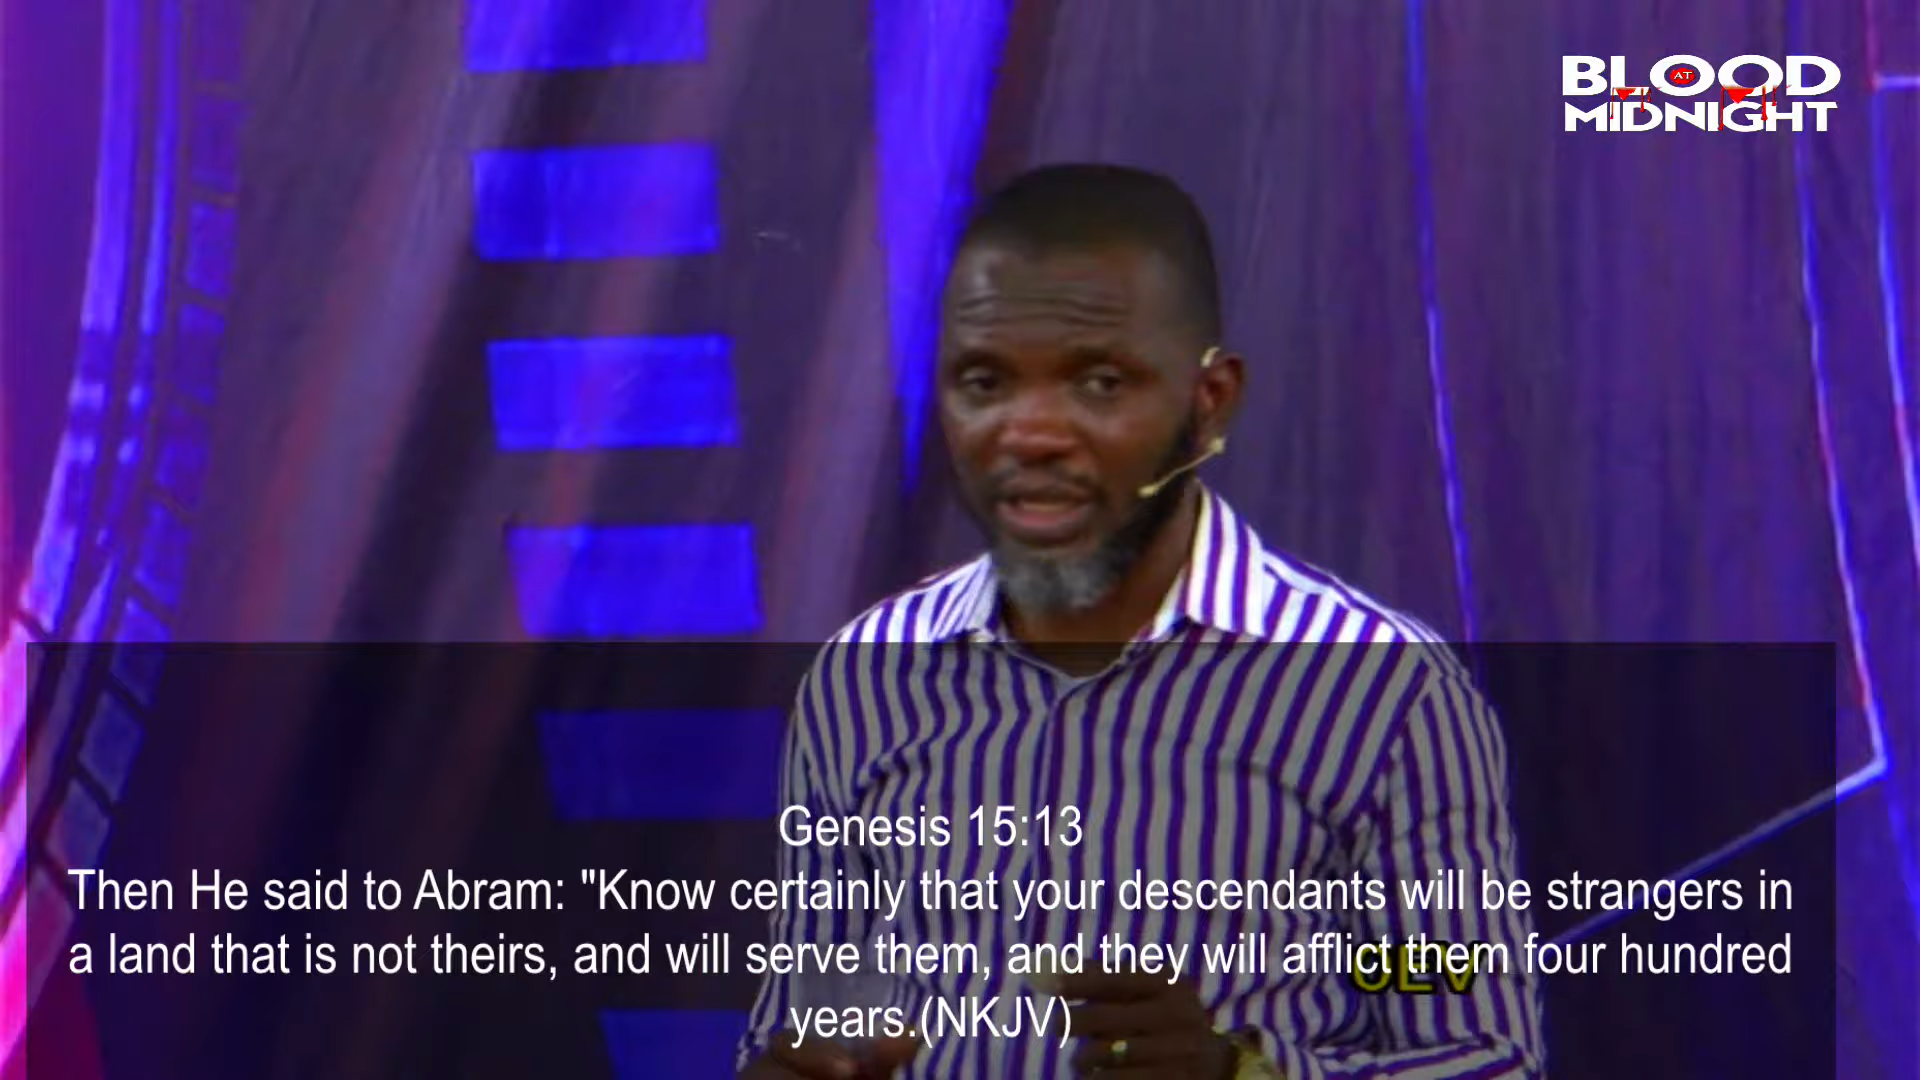 BLOOD
AT
MIDNIGHT
Genesis 15:13
Then He said to Abram: "Know certainly that your descendants will be strangers in
a land that is not theirs, and will serve them, and they will afflict them four hundred
years.(NKJV)